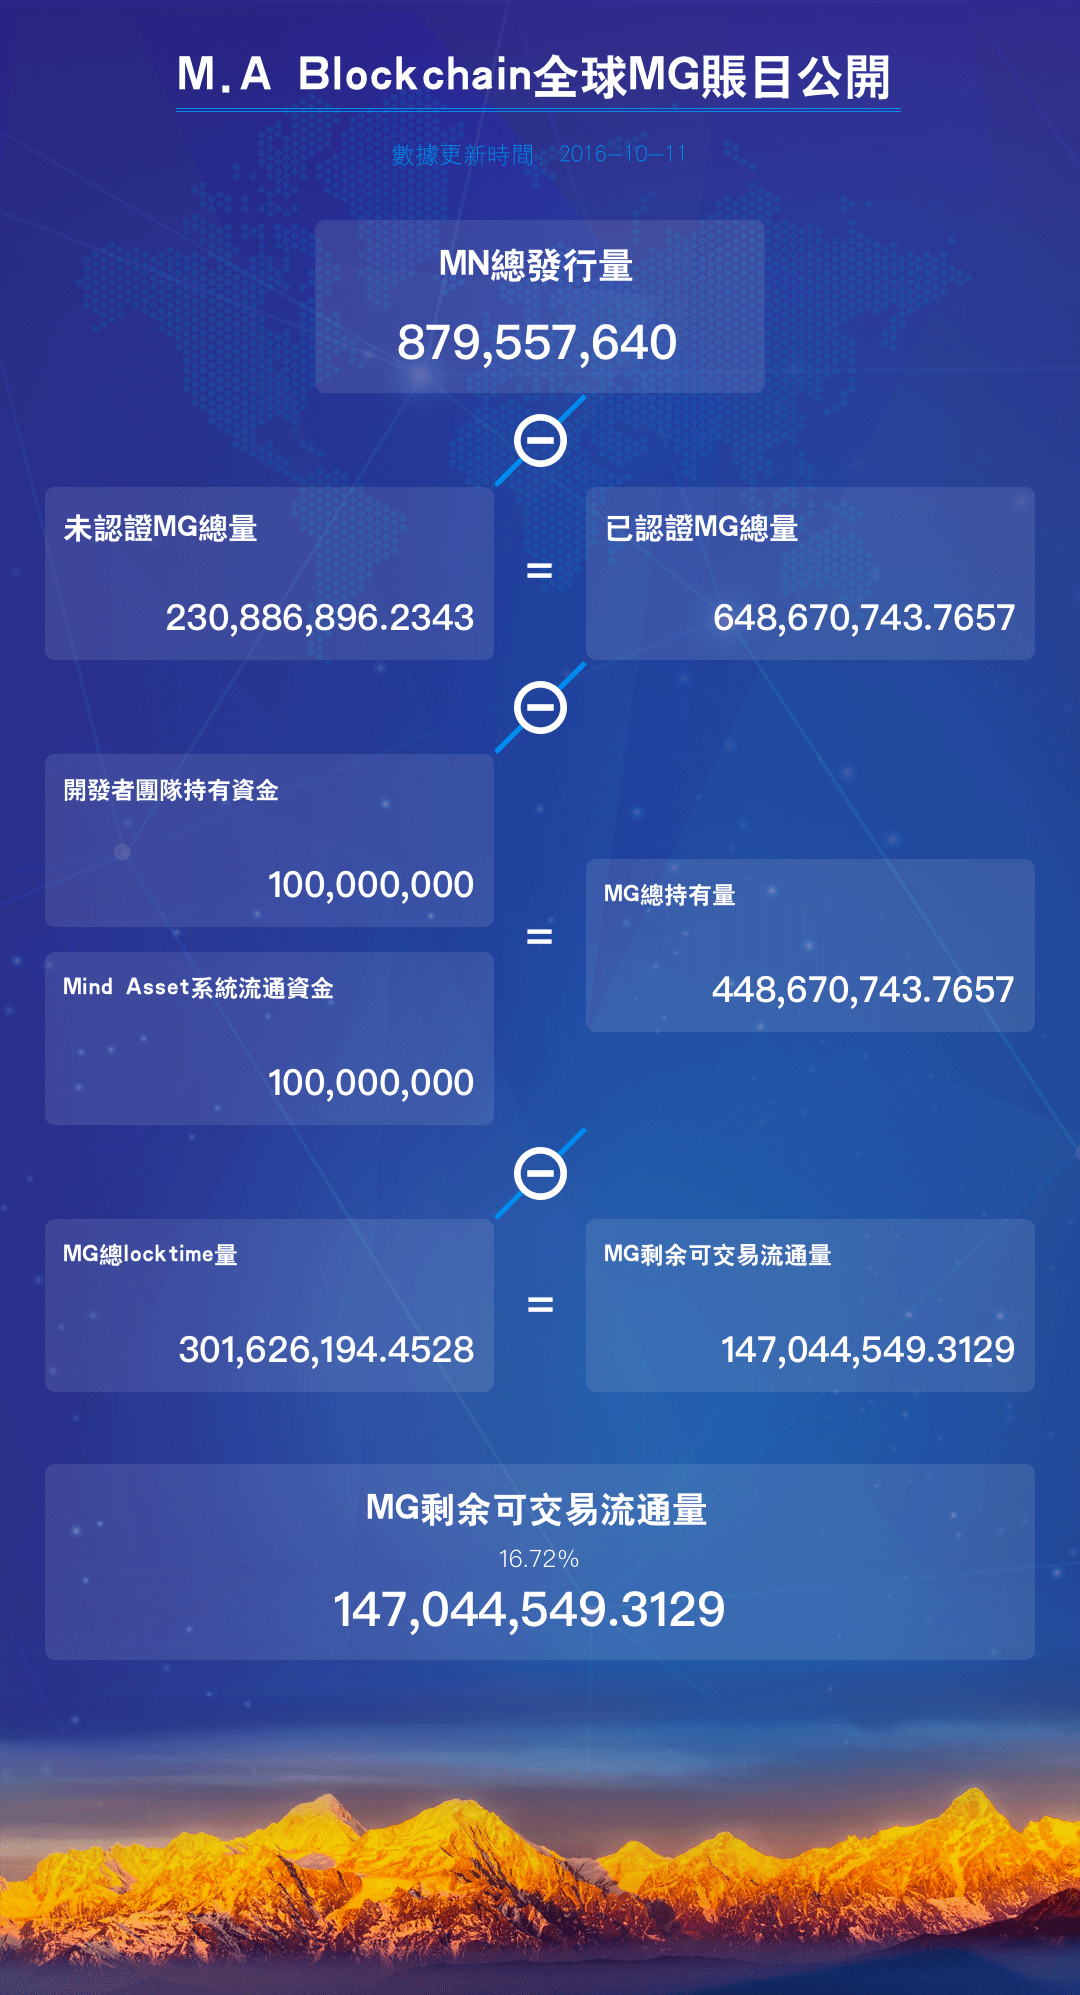 M.A Blockchain全球MG賬目公開
數據更新時間：2016-10-11
MN總發行量
879,557,640
未認證MG總量
230,886,896.2343
=
已認證MG總量
648,670,743.7657
開發者團隊持有資金
100,000,000
Mind Asset系統流通資金
100,000,000
=
MG總持有量
448,670,743.7657
MG總locktime量
301,626,194.4528
=
MG剩余可交易流通量
147,044,549.3129
MG剩余可交易流通量
16.72%
147,044,549.3129